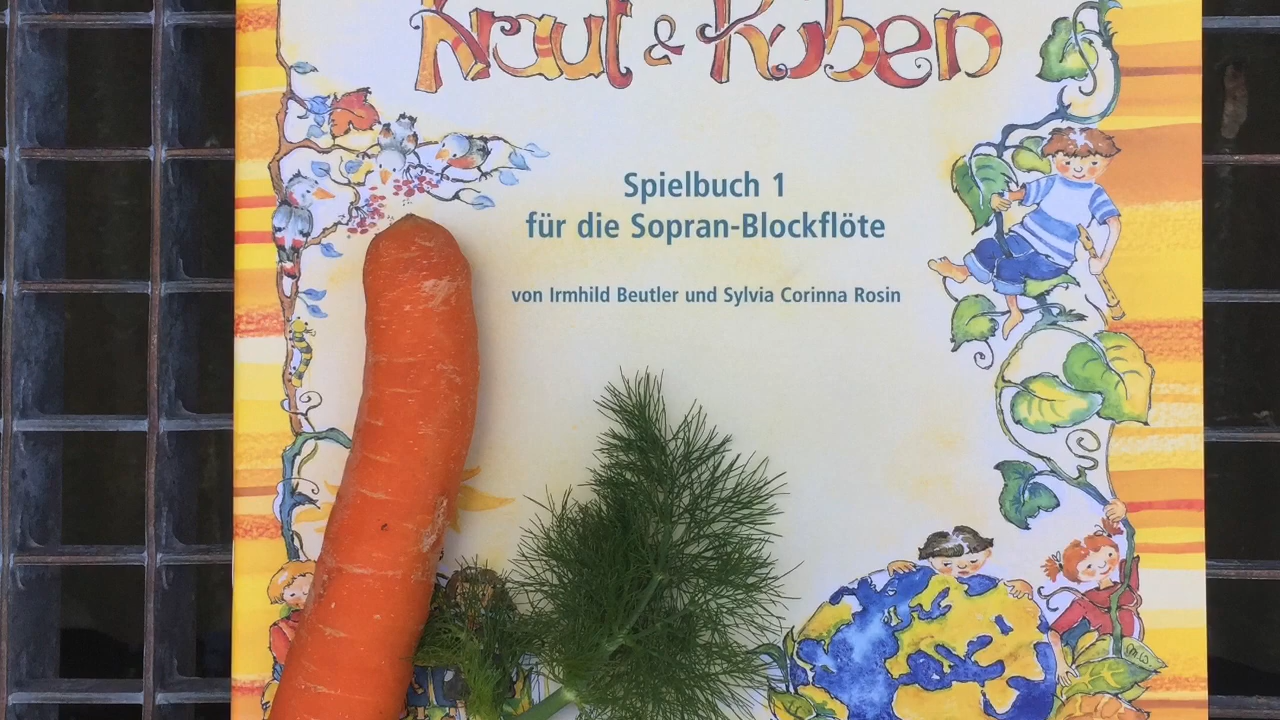 Kraut & Rüben
Spielbuch 1
für die Sopran-Blockflöte
von Irmhild Beutler und Sylvia Corinna Rosin